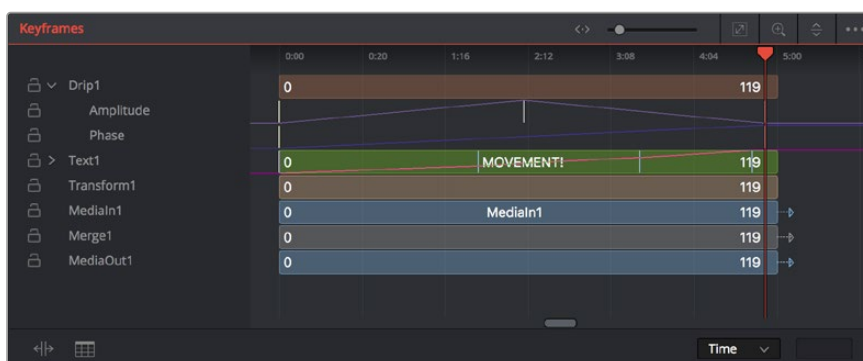 Keyframes
0:00 0:20 1:16 2:12 3:08 4:04 5:00
Drip1 0 119
Amplitude
Phase
Text1 0 MOVEMENT! 119
Transform1 0 119
MediaIn1 0 MediaIn1 119
Merge1 0 119
MediaOut1 0 119
Time